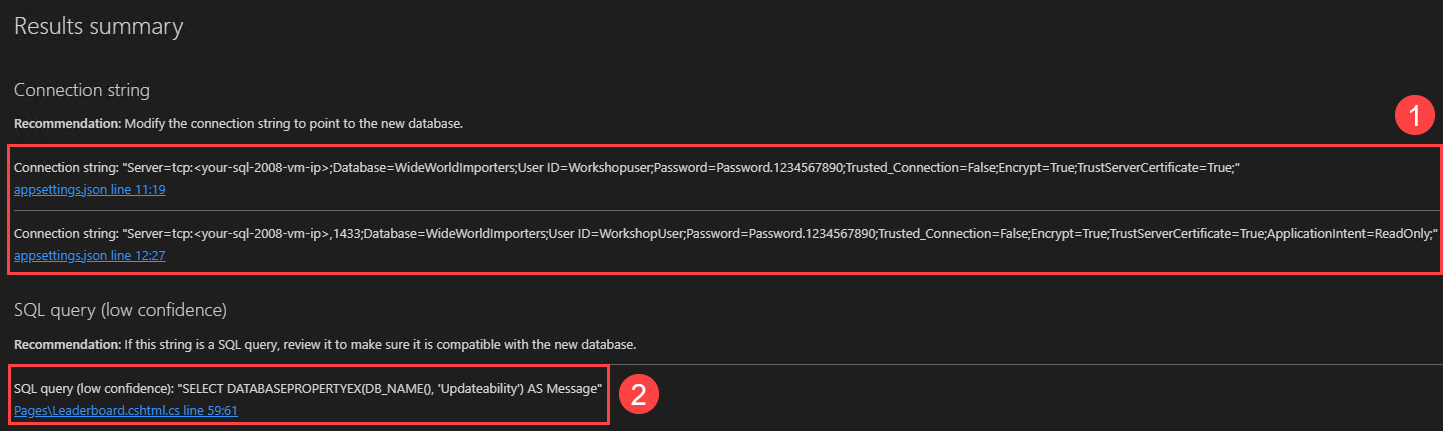 Results summary
Connection string
Recommendation: Modify the connection string to point to the new database.
1
Connection string: "Server=tcp:<your-sql-2008-vm-ip>;Database=WideWorldImporters;User ID=Workshopuser;Password=Password.1234567890;Trusted_Connection=False;Encrypt=True;TrustServerCertificate=True;"
appsettings.json line 11:19
Connection string: "Server=tcp:<your-sql-2008-vm-ip>,1433;Database=WideWorldImporters;User ID=WorkshopUser;Password=Password.1234567890;Trusted_Connection=False;Encrypt=True;TrustServerCertificate=True;ApplicationIntent=ReadOnly;"
appsettings.json line 12:27
SQL query (low confidence)
Recommendation: If this string is a SQL query, review it to make sure it is compatible with the new database.
SQL query (low confidence): "SELECT DATABASEPROPERTYEX(DB_NAME(), 'Updateability') AS Message"
2
Pages\Leaderboard.cshtml.cs line 59:61